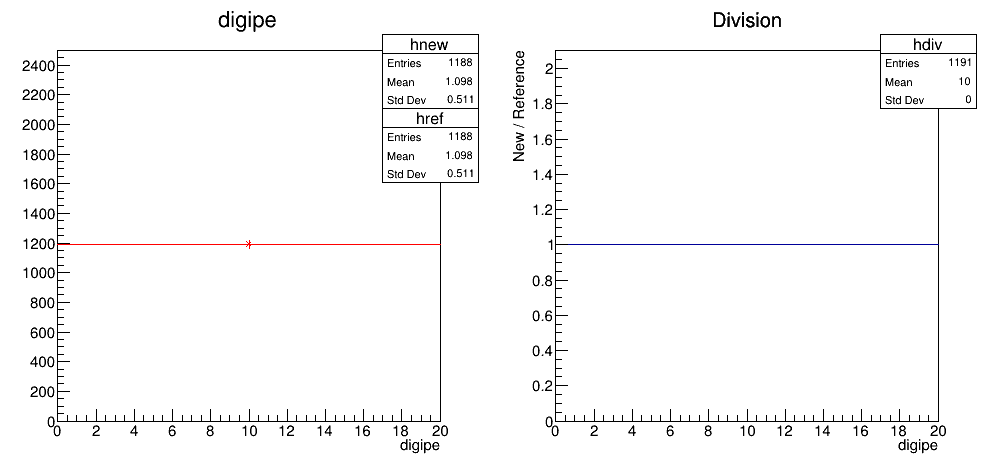 digipe
hnew
Entries 1188
Mean 1.098
Std Dev 0.511
href
Entries 1188
Mean 1.098
Std Dev 0.511
2400
2200
2000
1800
1600
1400
1200
1000
800
600
400
200
0
0 2 4 6 8 10 12 14 16 18 20
digipe
Division
hdiv
Entries 1191
Mean 10
Std Dev 0
New / Reference
2
1.8
1.6
1.4
1.2
1
0.8
0.6
0.4
0.2
0
0 2 4 6 8 10 12 14 16 18 20
digipe